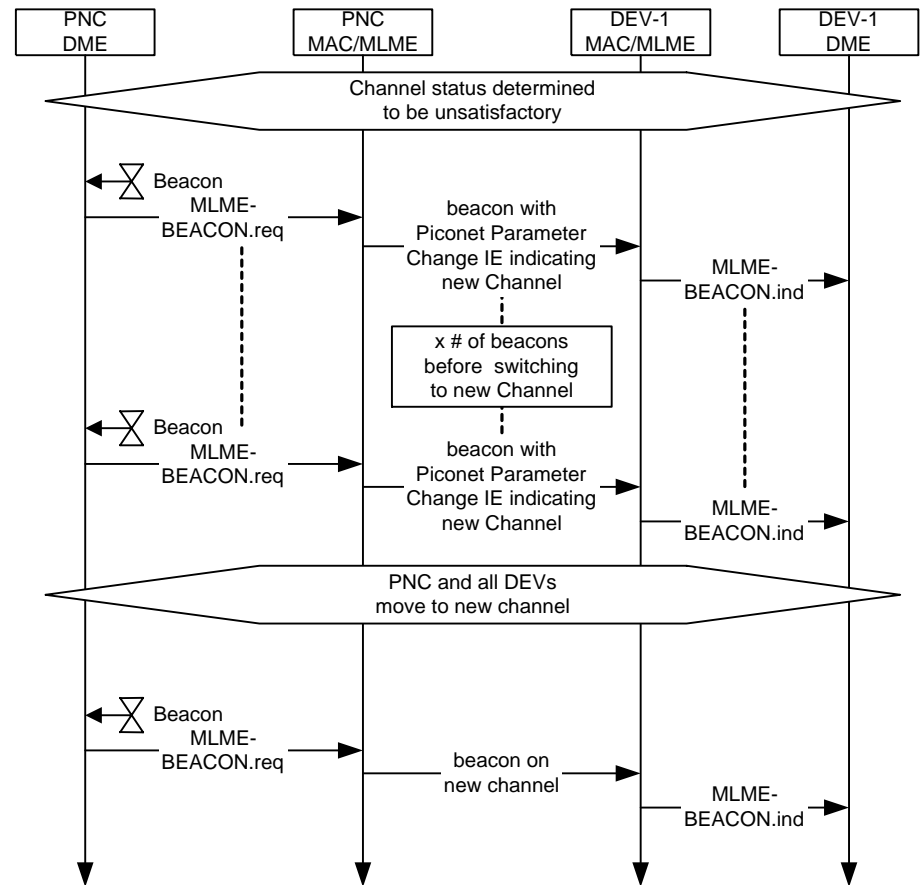 PNC
DME
PNC
MAC/MLME
DEV-1
MAC/MLME
DEV-1
DME
Channel status determined
to be unsatisfactory
Beacon
MLME-
BEACON.req
beacon with
Piconet Parameter
Change IE indicating
new Channel
MLME-
BEACON.ind
x # of beacons
before switching
to new Channel
Beacon
MLME-
BEACON.req
beacon with
Piconet Parameter
Change IE indicating
new Channel
MLME-
BEACON.ind
PNC and all DEVs
move to new channel
Beacon
MLME-
BEACON.req
beacon on
new channel
MLME-
BEACON.ind